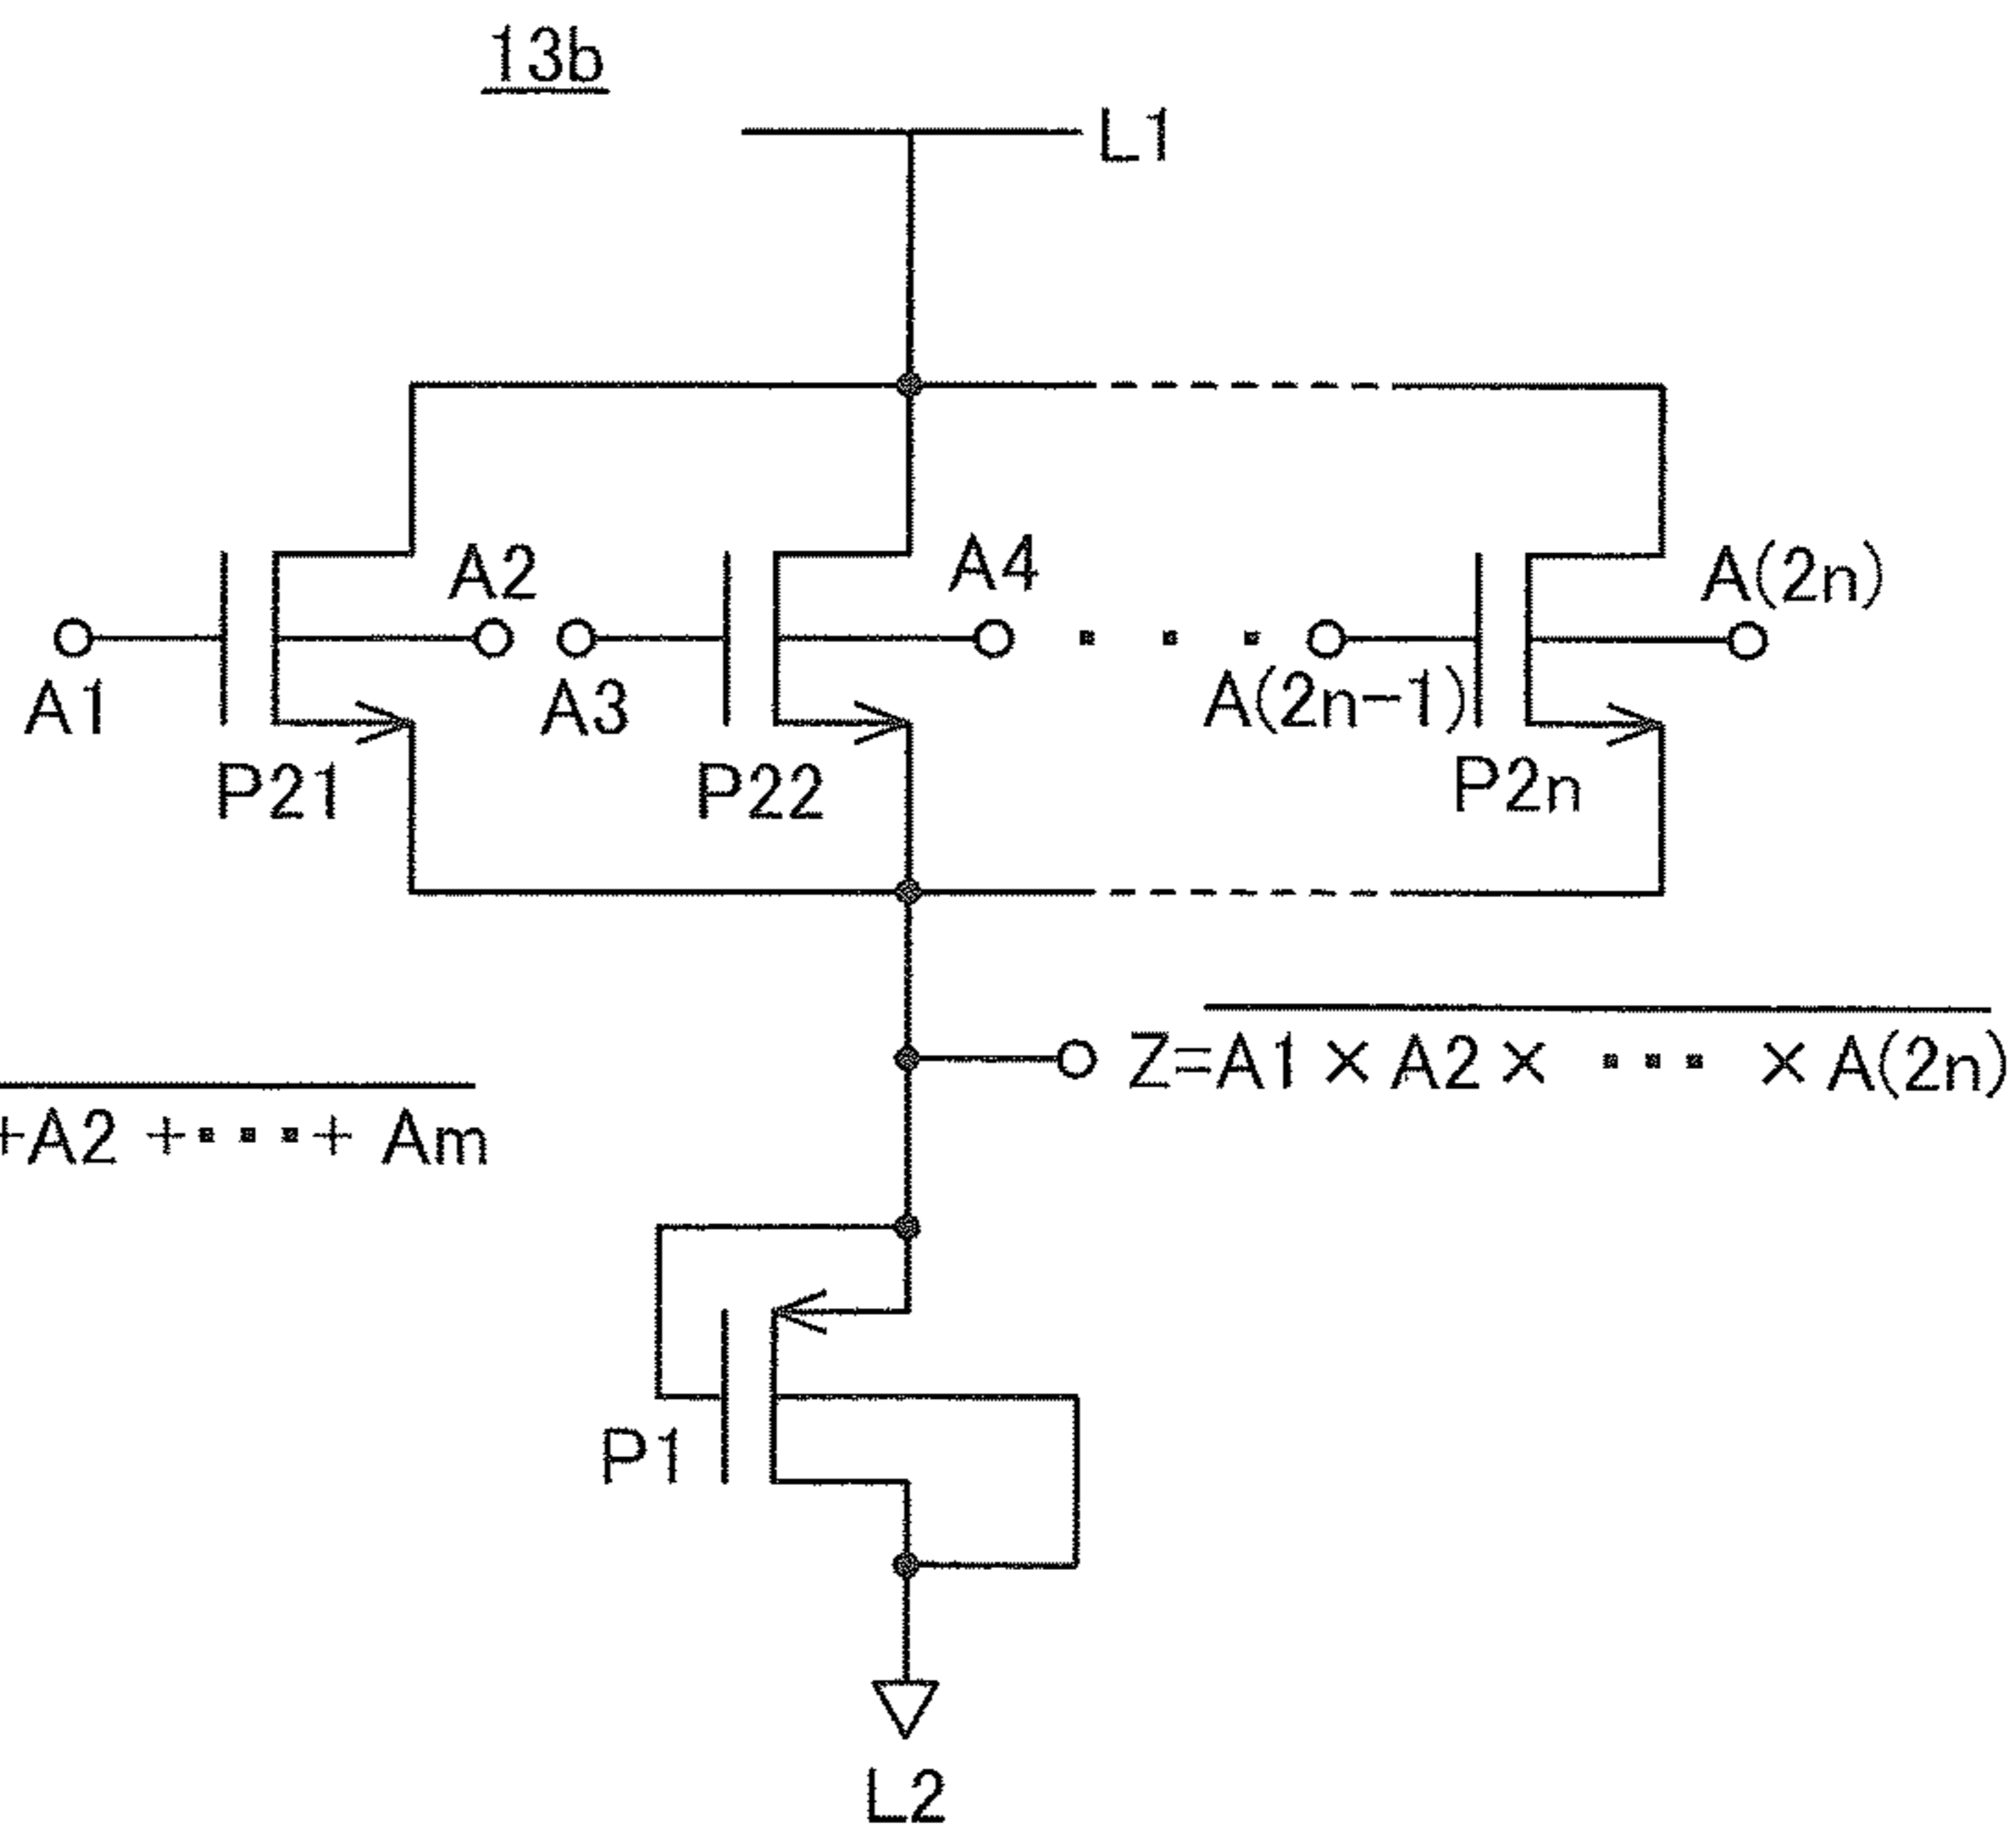 13b
L1
A1
A2
A3
A4
A(2n-1)
A(2n)
P21
P22
P2n
Z=A1 × A2 × ··· × A(2n)
+A2 +···+ Am
P1
L2